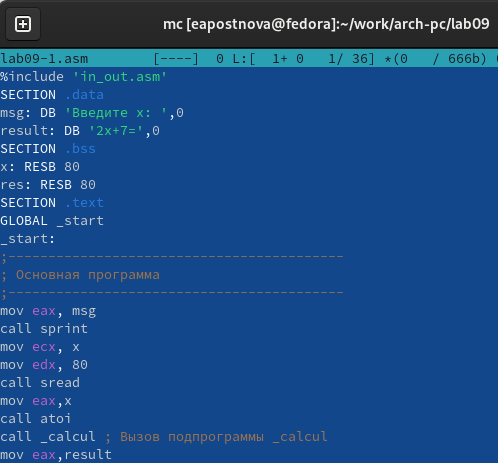 mc [eapostnova@fedora]:~/work/arch-pc/lab09
lab09-1.asm [----] 0 L:[ 1+ 0 1/ 36] *(0 / 666b)
%include 'in_out.asm'
SECTION .data
msg: DB 'Введите x: ',0
result: DB '2x+7=',0
SECTION .bss
x: RESB 80
res: RESB 80
SECTION .text
GLOBAL _start
_start:
;------------------------------------------
; Основная программа
;------------------------------------------
mov eax, msg
call sprint
mov ecx, x
mov edx, 80
call sread
mov eax,x
call atoi
call _calcul ; Вызов подпрограммы _calcul
mov eax,result